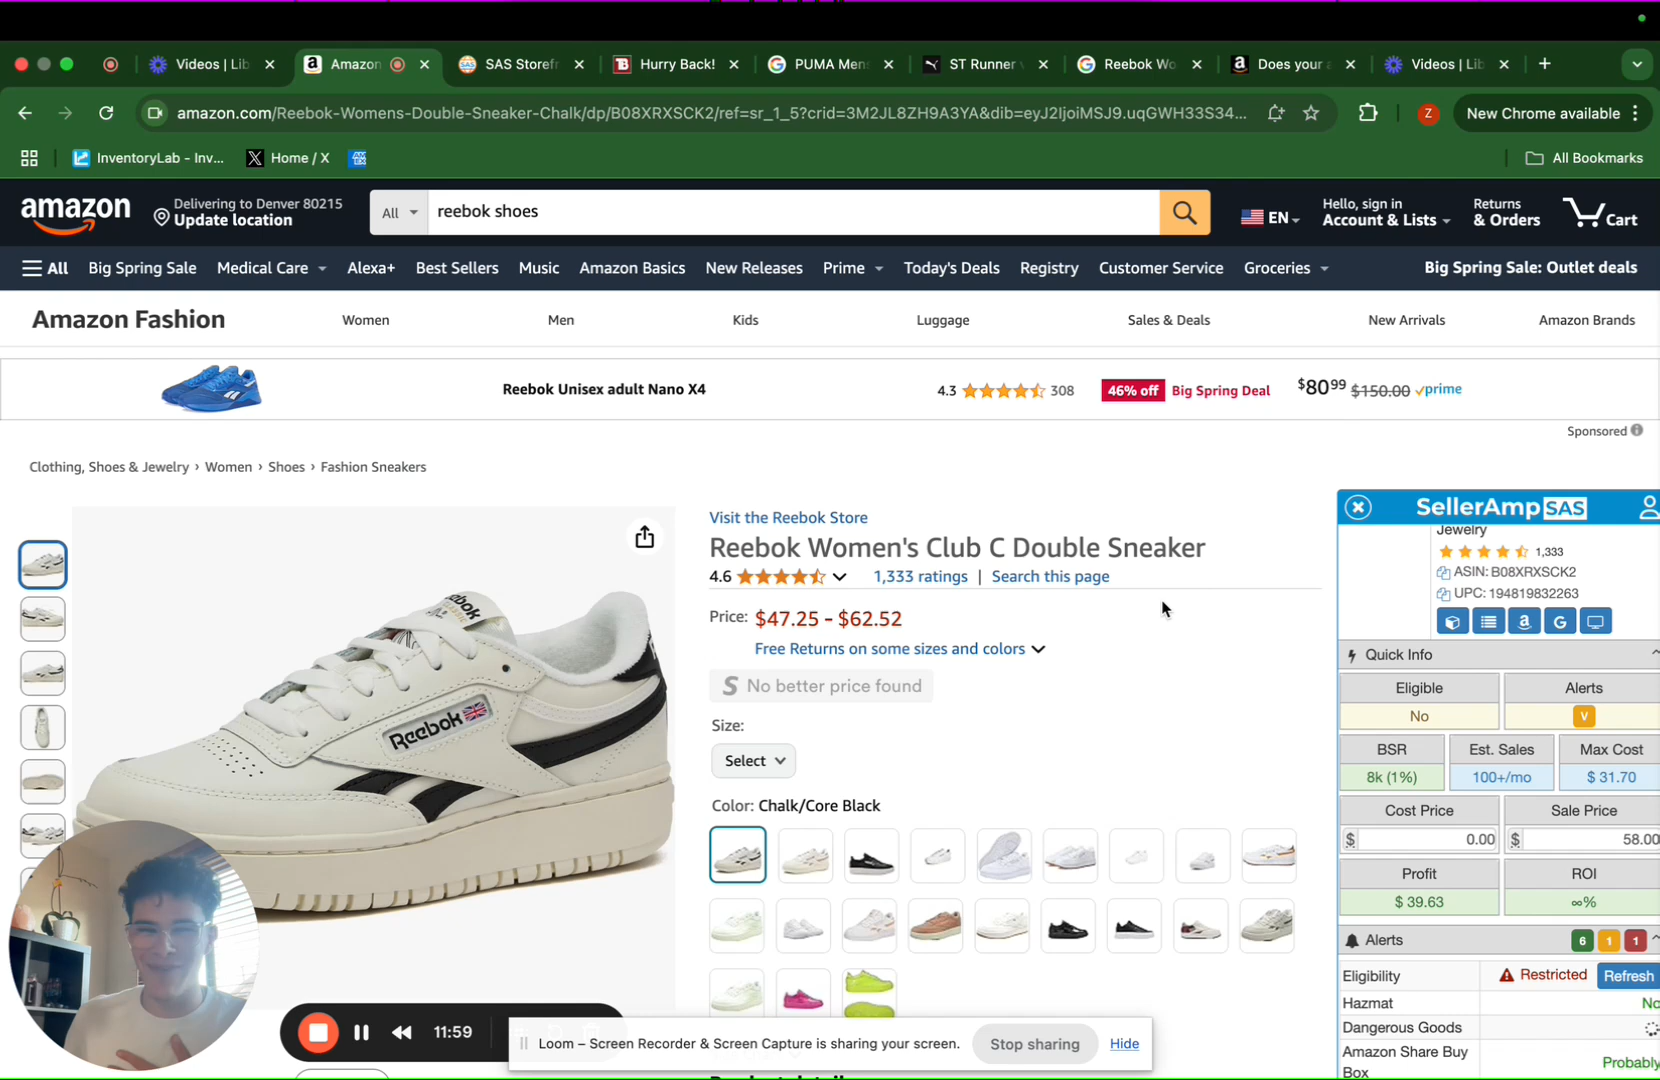 Videos | Lib
Amazon
SAS Storefr
Hurry Back!
PUMA Men
ST Runner
Reebok Wo
Does your a
Videos | Lib
amazon.com/Reebok-Womens-Double-Sneaker-Chalk/dp/B08XRXSCK2/ref=sr_1_5?crid=3M2JL8ZH9A3YA&dib=eyJ2IjoiMSJ9.uqGWH33S34...
Z
New Chrome available
InventoryLab - Inv...
Home / X
All Bookmarks
amazon
Delivering to Denver 80215
Update location
All
reebok shoes
EN
Hello, sign in
Account & Lists
Returns
& Orders
Cart
All
Big Spring Sale
Medical Care
Alexa+
Best Sellers
Music
Amazon Basics
New Releases
Prime
Today's Deals
Registry
Customer Service
Groceries
Big Spring Sale: Outlet deals
Amazon Fashion
Women
Men
Kids
Luggage
Sales & Deals
New Arrivals
Amazon Brands
Reebok Unisex adult Nano X4
4.3
308
46% off
Big Spring Deal
$80.99
$150.00
prime
Sponsored
Clothing, Shoes & Jewelry › Women › Shoes › Fashion Sneakers
Reebok
Reebok
Visit the Reebok Store
Reebok Women's Club C Double Sneaker
4.6
1,333 ratings | Search this page
Price: $47.25 - $62.52
Free Returns on some sizes and colors
No better price found
Size:
Select
Color: Chalk/Core Black
SellerAmp SAS
Jewelry
1,333
ASIN: B08XRXSCK2
UPC: 194819832263
Quick Info
Eligible
Alerts
No
V
BSR
Est. Sales
Max Cost
8k (1%)
100+/mo
$ 31.70
Cost Price
Sale Price
$ 0.00
$ 58.00
Profit
ROI
$ 39.63
∞%
Alerts
6
1
1
Eligibility
Restricted
Refresh
Hazmat
No
Dangerous Goods
Amazon Share Buy
Box
Probably
11:59
Loom – Screen Recorder & Screen Capture is sharing your screen.
Stop sharing
Hide